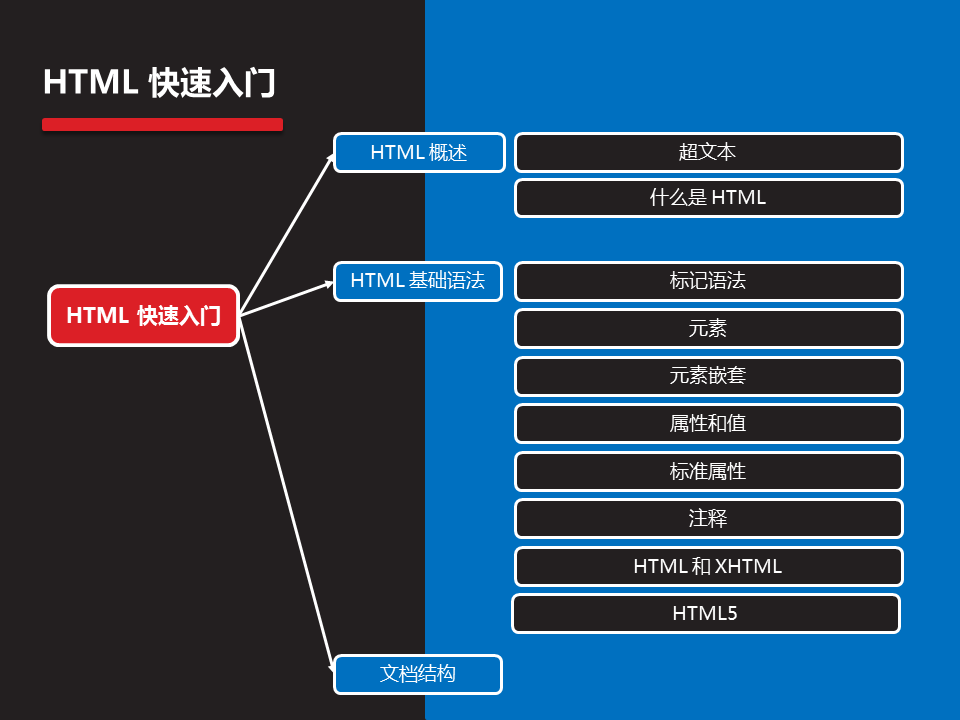 HTML 快速入门
HTML 概述
超文本
什么是 HTML
HTML 快速入门
HTML 基础语法
标记语法
元素
元素嵌套
属性和值
标准属性
注释
HTML 和 XHTML
HTML5
文档结构